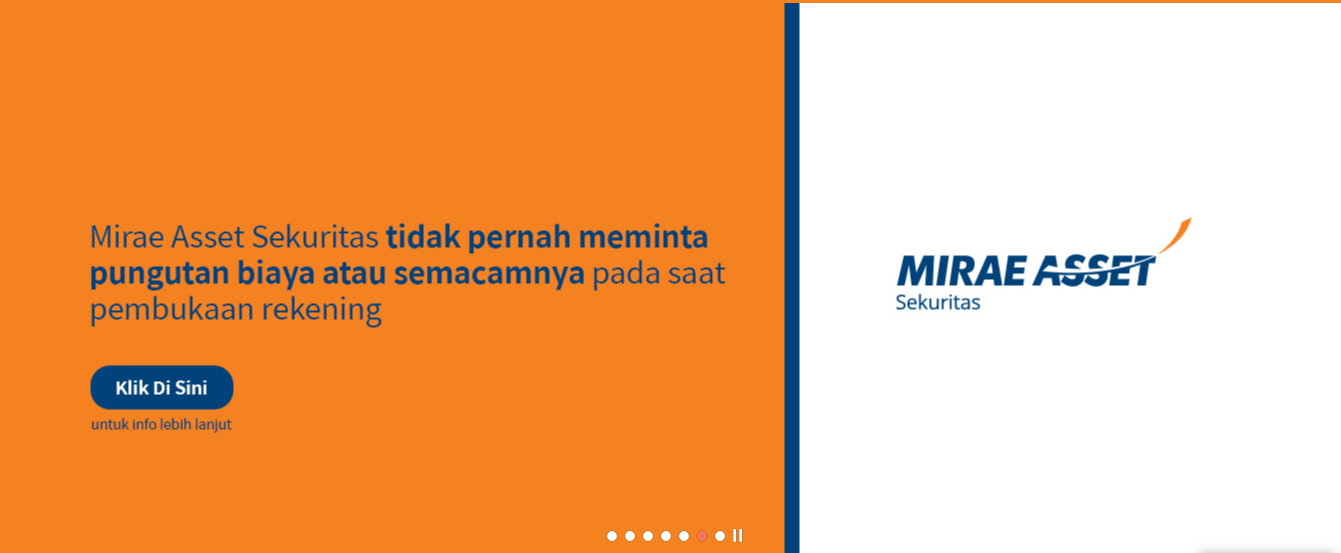 Mirae Asset Sekuritas tidak pernah meminta
pungutan biaya atau semacamnya pada saat
pembukaan rekening
Klik Di Sini
untuk info lebih lanjut
MIRAE ASSET
Sekuritas